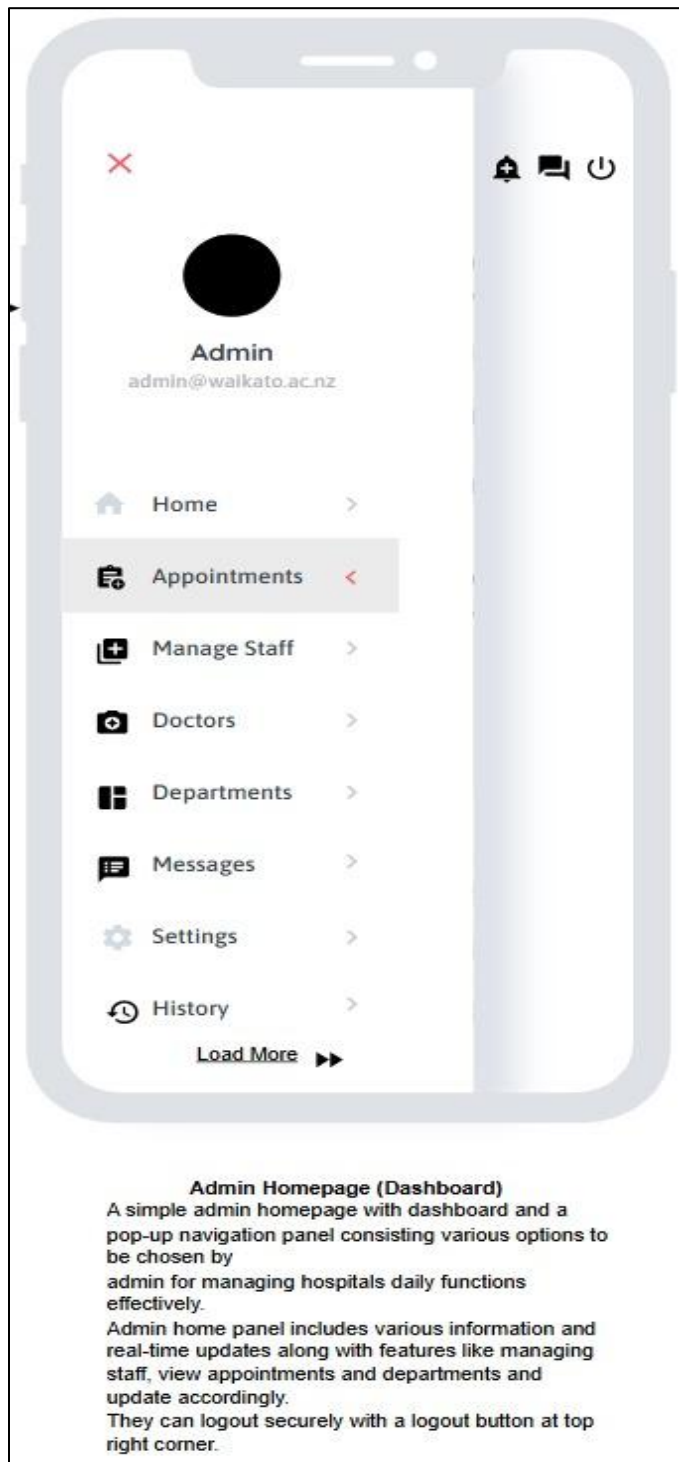 Admin
admin@waikato.ac.nz
Home
Appointments
Manage Staff
Doctors
Departments
Messages
Settings
History
Load More
Admin Homepage (Dashboard)
A simple admin homepage with dashboard and a
pop-up navigation panel consisting various options to
be chosen by
admin for managing hospitals daily functions
effectively.
Admin home panel includes various information and
real-time updates along with features like managing
staff, view appointments and departments and
update accordingly.
They can logout securely with a logout button at top
right corner.